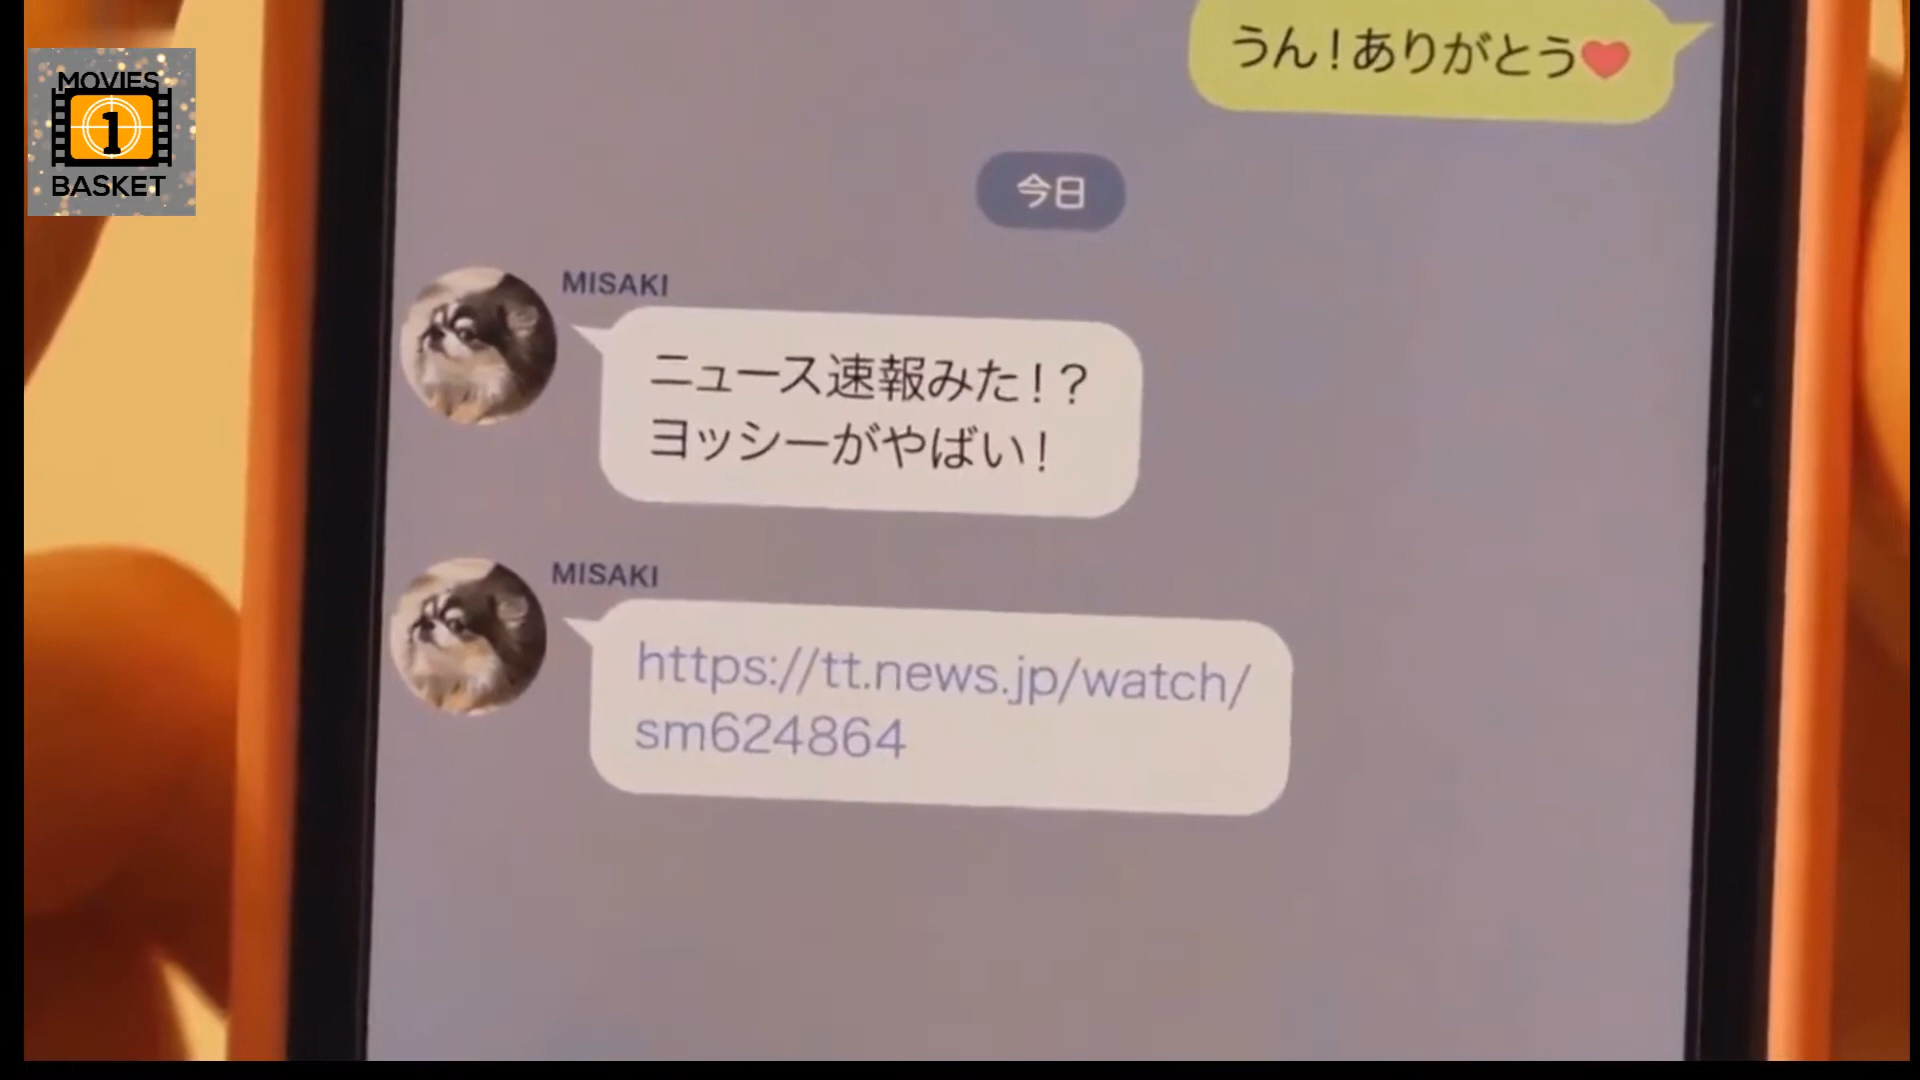 MOVIES
1
BASKET
うん!ありがとう❤
今日
MISAKI
ニュース速報みた!?
ヨッシーがやばい!
MISAKI
https://tt.news.jp/watch/
sm624864